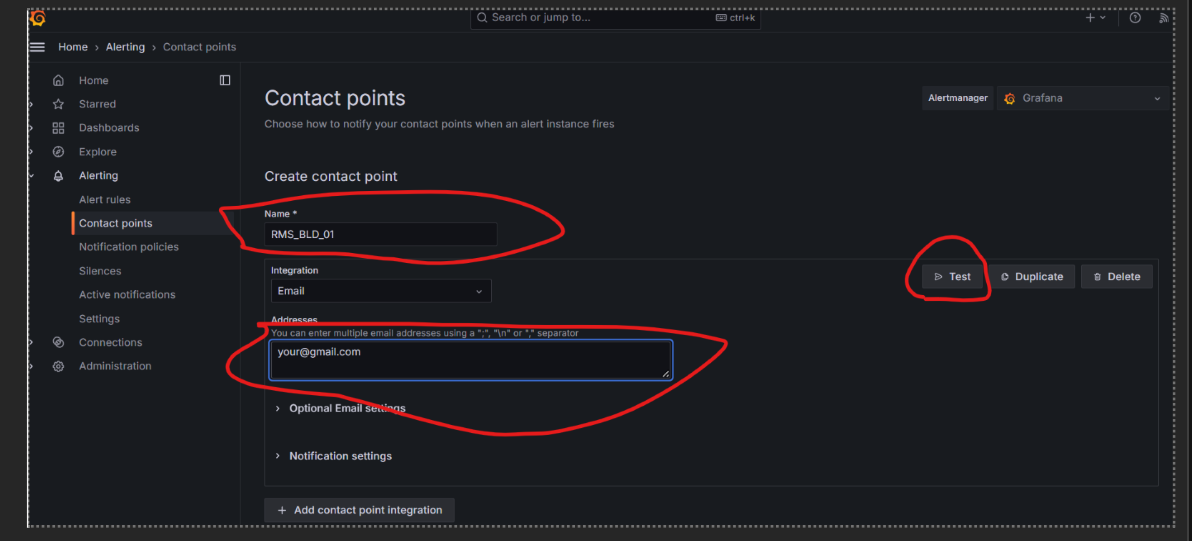 Search or jump to... ctrl+k
Home › Alerting › Contact points
Home
Starred
Dashboards
Explore
Alerting
Alert rules
Contact points
Notification policies
Silences
Active notifications
Settings
Connections
Administration
Contact points
Alertmanager Grafana
Choose how to notify your contact points when an alert instance fires
Create contact point
Name *
RMS_BLD_01
Integration
Email
Test Duplicate Delete
Addresses
You can enter multiple email addresses using a ";", "\n" or "," separator
your@gmail.com
Optional Email settings
Notification settings
+ Add contact point integration